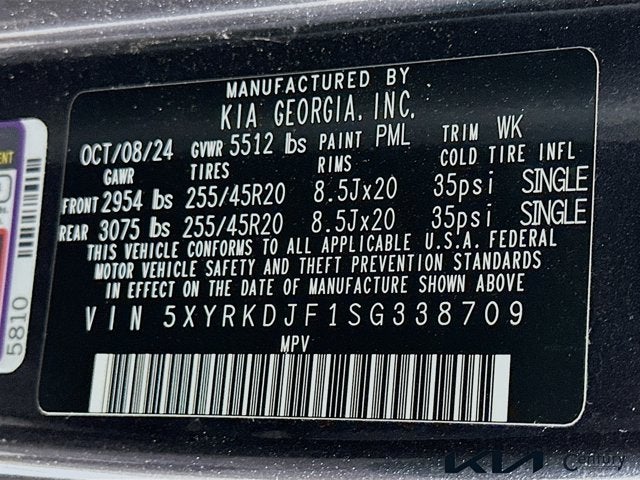 MANUFACTURED BY
KIA GEORGIA, INC.
OCT/08/24 GVWR 5512 lbs PAINT PML TRIM WK
GAWR TIRES RIMS COLD TIRE INFL
FRONT 2954 lbs 255/45R20 8.5Jx20 35psi SINGLE
REAR 3075 lbs 255/45R20 8.5Jx20 35psi SINGLE
THIS VEHICLE CONFORMS TO ALL APPLICABLE U.S.A. FEDERAL
MOTOR VEHICLE SAFETY AND THEFT PREVENTION STANDARDS
IN EFFECT ON THE DATE OF MANUFACTURE SHOWN ABOVE
VIN 5XYRKDJF1SG338709
MPV
5810
KIA Century